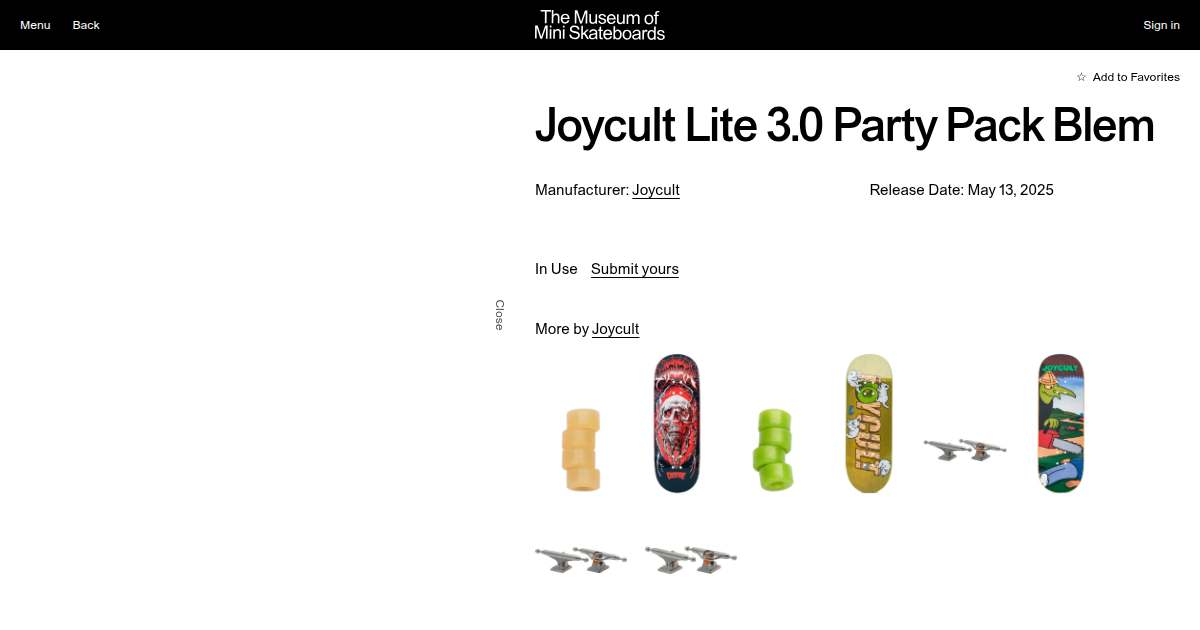 Menu
Back
The Museum of
Mini Skateboards
Sign in
☆ Add to Favorites
Joycult Lite 3.0 Party Pack Blem
Manufacturer: Joycult
Release Date: May 13, 2025
In Use
Submit yours
Close
More by Joycult
JOYCULT